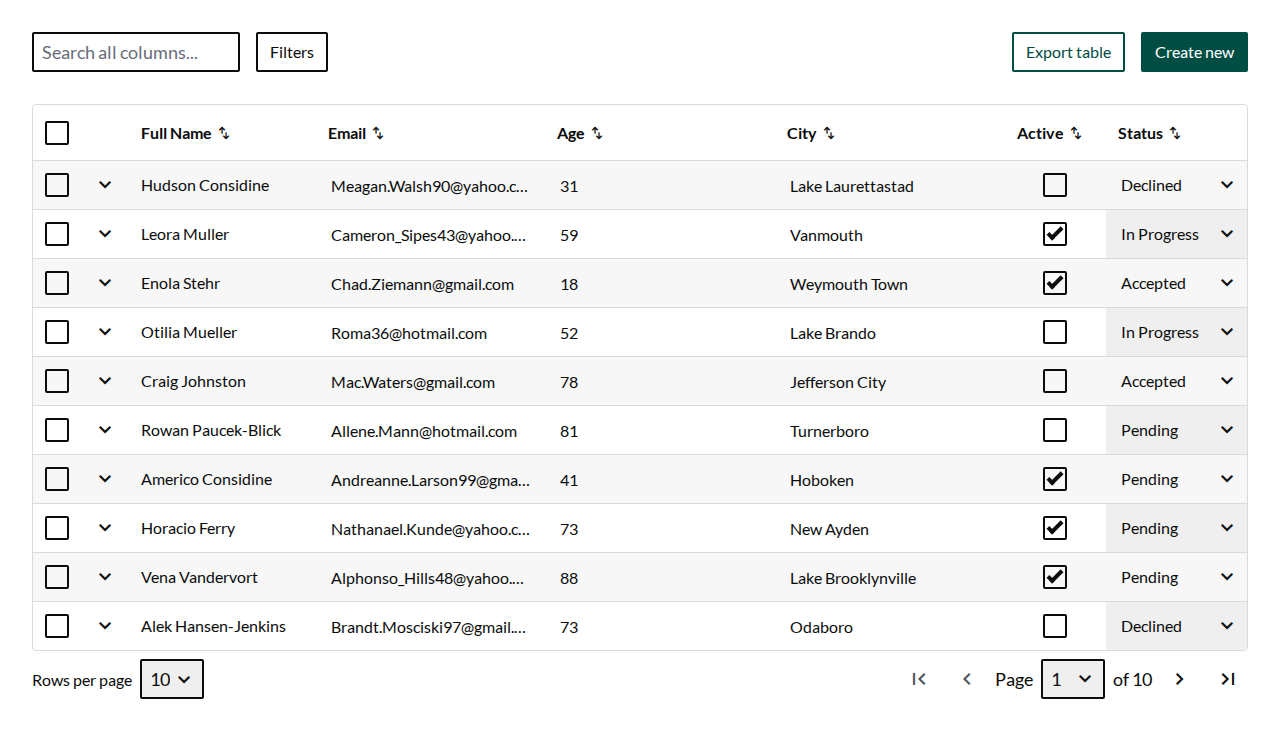 Search all columns... Filters Export table Create new
Full Name Email Age City Active Status
Hudson Considine Meagan.Walsh90@yahoo.c... 31 Lake Laurettastad Declined
Leora Muller Cameron_Sipes43@yahoo.... 59 Vanmouth In Progress
Enola Stehr Chad.Ziemann@gmail.com 18 Weymouth Town Accepted
Otilia Mueller Roma36@hotmail.com 52 Lake Brando In Progress
Craig Johnston Mac.Waters@gmail.com 78 Jefferson City Accepted
Rowan Paucek-Blick Allene.Mann@hotmail.com 81 Turnerboro Pending
Americo Considine Andreanne.Larson99@gma... 41 Hoboken Pending
Horacio Ferry Nathanael.Kunde@yahoo.c... 73 New Ayden Pending
Vena Vandervort Alphonso_Hills48@yahoo.... 88 Lake Brooklynville Pending
Alek Hansen-Jenkins Brandt.Mosciski97@gmail.... 73 Odaboro Declined
Rows per page 10 Page 1 of 10